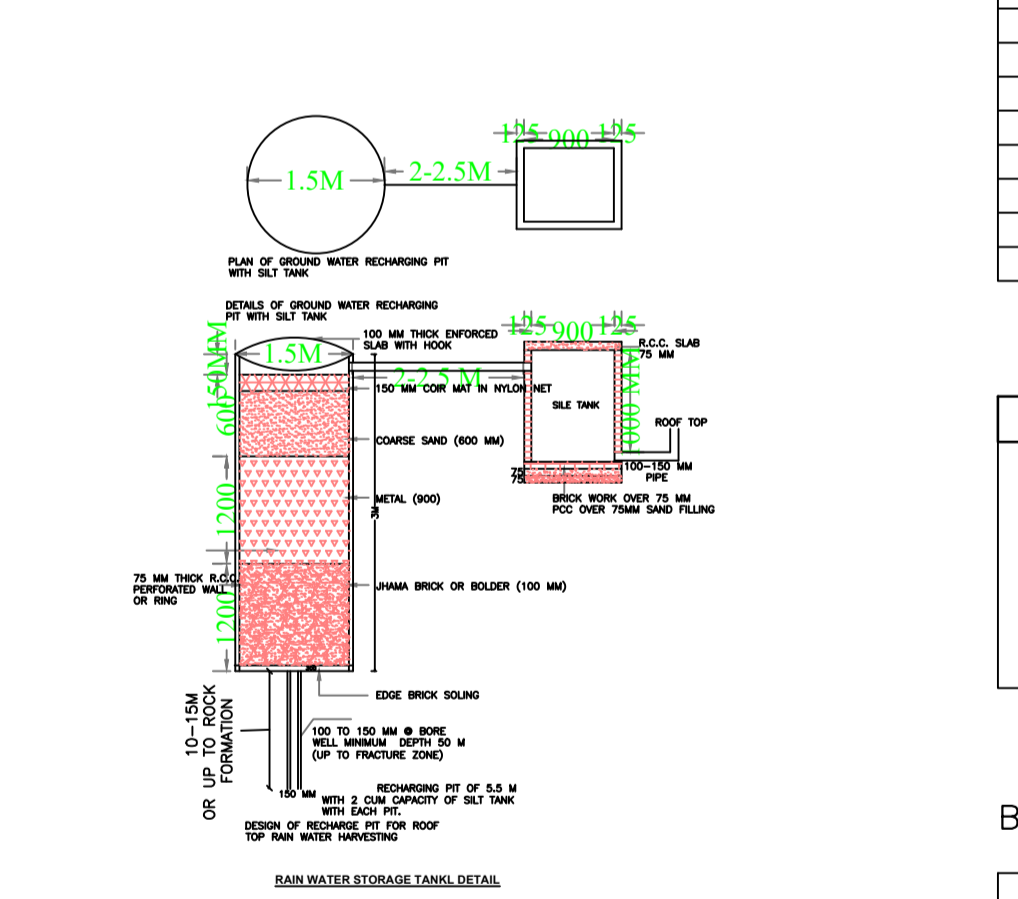 125 900 125
1.5M
2-2.5M
PLAN OF GROUND WATER RECHARGING PIT
WITH SILT TANK
DETAILS OF GROUND WATER RECHARGING
PIT WITH SILT TANK
100 MM THICK ENFORCED
SLAB WITH HOOK
125 900 125
R.C.C. SLAB
75 MM
150MM
1.5M
2-2.5 M
150 MM COIR MAT IN NYLON NET
SILE TANK
1000 MM
ROOF TOP
600
COARSE SAND (600 MM)
75
75
100-150 MM
PIPE
METAL (900)
BRICK WORK OVER 75 MM
PCC OVER 75MM SAND FILLING
1200
3M
75 MM THICK R.C.C.
PERFORATED WALL
OR RING
JHAMA BRICK OR BOLDER (100 MM)
1200
EDGE BRICK SOLING
10-15M
OR UP TO ROCK
FORMATION
100 TO 150 MM @ BORE
WELL MINIMUM DEPTH 50 M
(UP TO FRACTURE ZONE)
150 MM
RECHARGING PIT OF 5.5 M
WITH 2 CUM CAPACITY OF SILT TANK
WITH EACH PIT.
DESIGN OF RECHARGE PIT FOR ROOF
TOP RAIN WATER HARVESTING
RAIN WATER STORAGE TANKL DETAIL
B